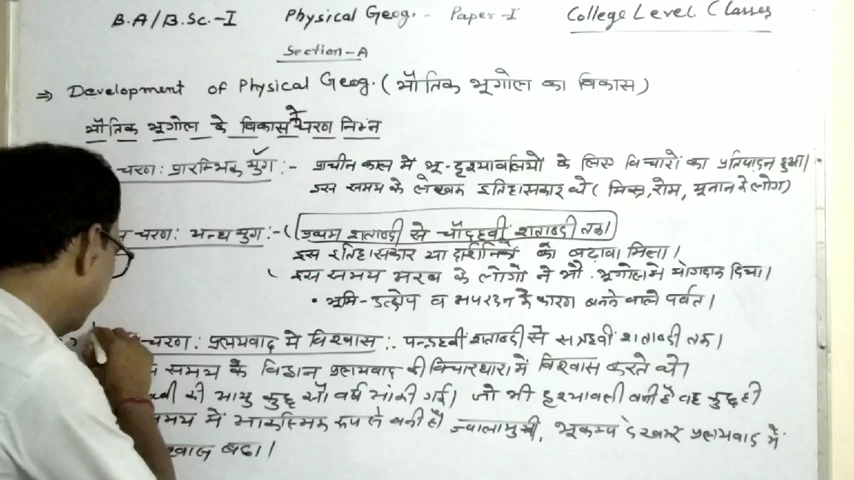 B.A/B.Sc.-I Physical Geog.- Paper-I College Level Classes
Section-A
⇒ Development of Physical Geog. (भौतिक भूगोल का विकास)
भौतिक भूगोल के विकास के चरण निम्न
चरण: प्रारम्भिक युग :- प्राचीन काल में भू-दृश्यावलियों के लिए विचारों का प्रतिपादन हुआ।
इस समय के लेखक इतिहासकार थे (मिस्र, रोम, यूनान के लोग)
चरण: मध्य युग :- (प्रथम शताब्दी से चौदहवीं शताब्दी तक)
इस इतिहासकार या दार्शनिकों को बढ़ावा मिला।
इस समय अरब के लोगों ने भी भूगोल में योगदान दिया।
• भूमि-उत्क्षेप व अपरदन के कारण बनने वाले पर्वत।
चरण: प्रलयवाद में विश्वास :- पन्द्रहवीं शताब्दी से सत्रहवीं शताब्दी तक।
समय के विद्वान प्रलयवाद की विचारधारा में विश्वास करते थे।
की आयु कुछ सौ वर्ष आंकी गई। जो भी दृश्यावली बनी है वह कुछ ही
समय में आकस्मिक रूप से बनी है। ज्वालामुखी, भूकम्प प्रलयवाद में
बढ़ा।